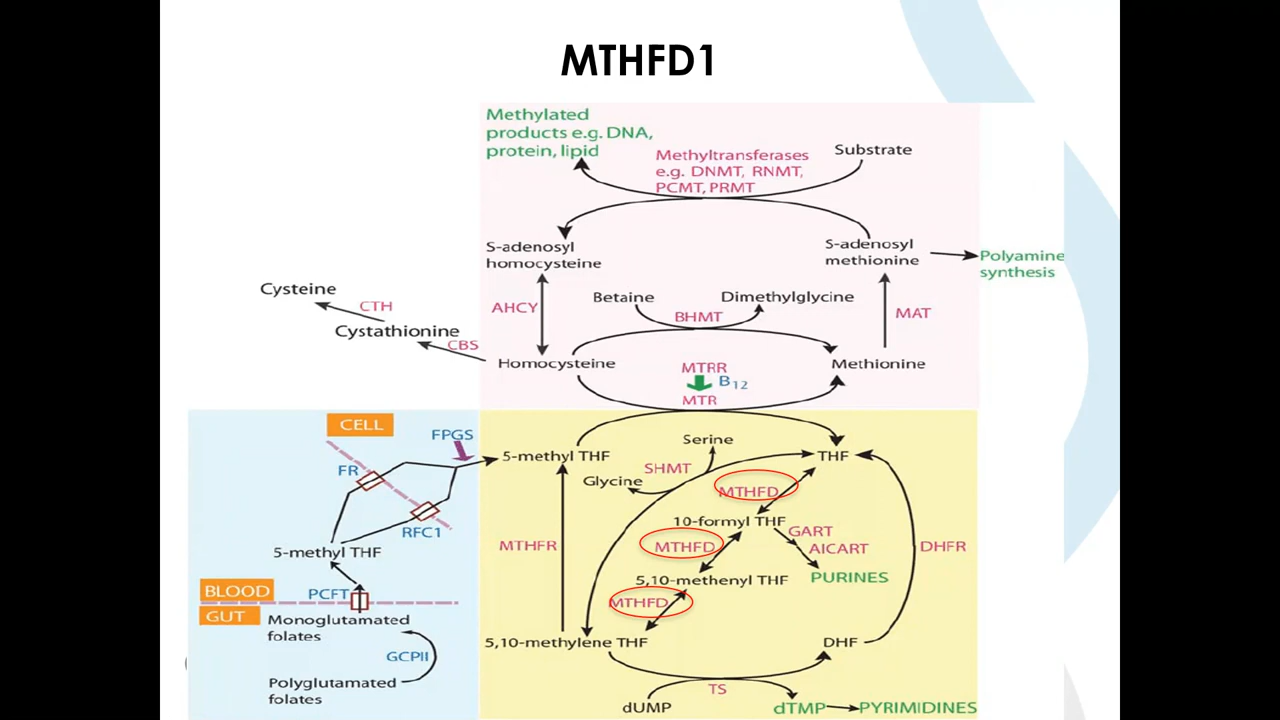 MTHFD1
Methylated
products e.g. DNA,
protein, lipid
Methyltransferases
e.g. DNMT, RNMT,
PCMT, PRMT
Substrate
S-adenosyl
homocysteine
S-adenosyl
methionine
Polyamine
synthesis
Cysteine
CTH
Cystathionine
CBS
AHCY
Betaine
Dimethylglycine
BHMT
MAT
Homocysteine
Methionine
MTRR
B12
MTR
CELL
FPGS
FR
RFC1
5-methyl THF
BLOOD
PCFT
GUT
Monoglutamated
folates
GCPII
Polyglutamated
folates
5-methyl THF
Serine
THF
SHMT
Glycine
MTHFD
10-formyl THF
GART
AICART
MTHFR
MTHFD
DHFR
5,10-methenyl THF
PURINES
MTHFD
5,10-methylene THF
DHF
TS
dUMP
dTMP
PYRIMIDINES